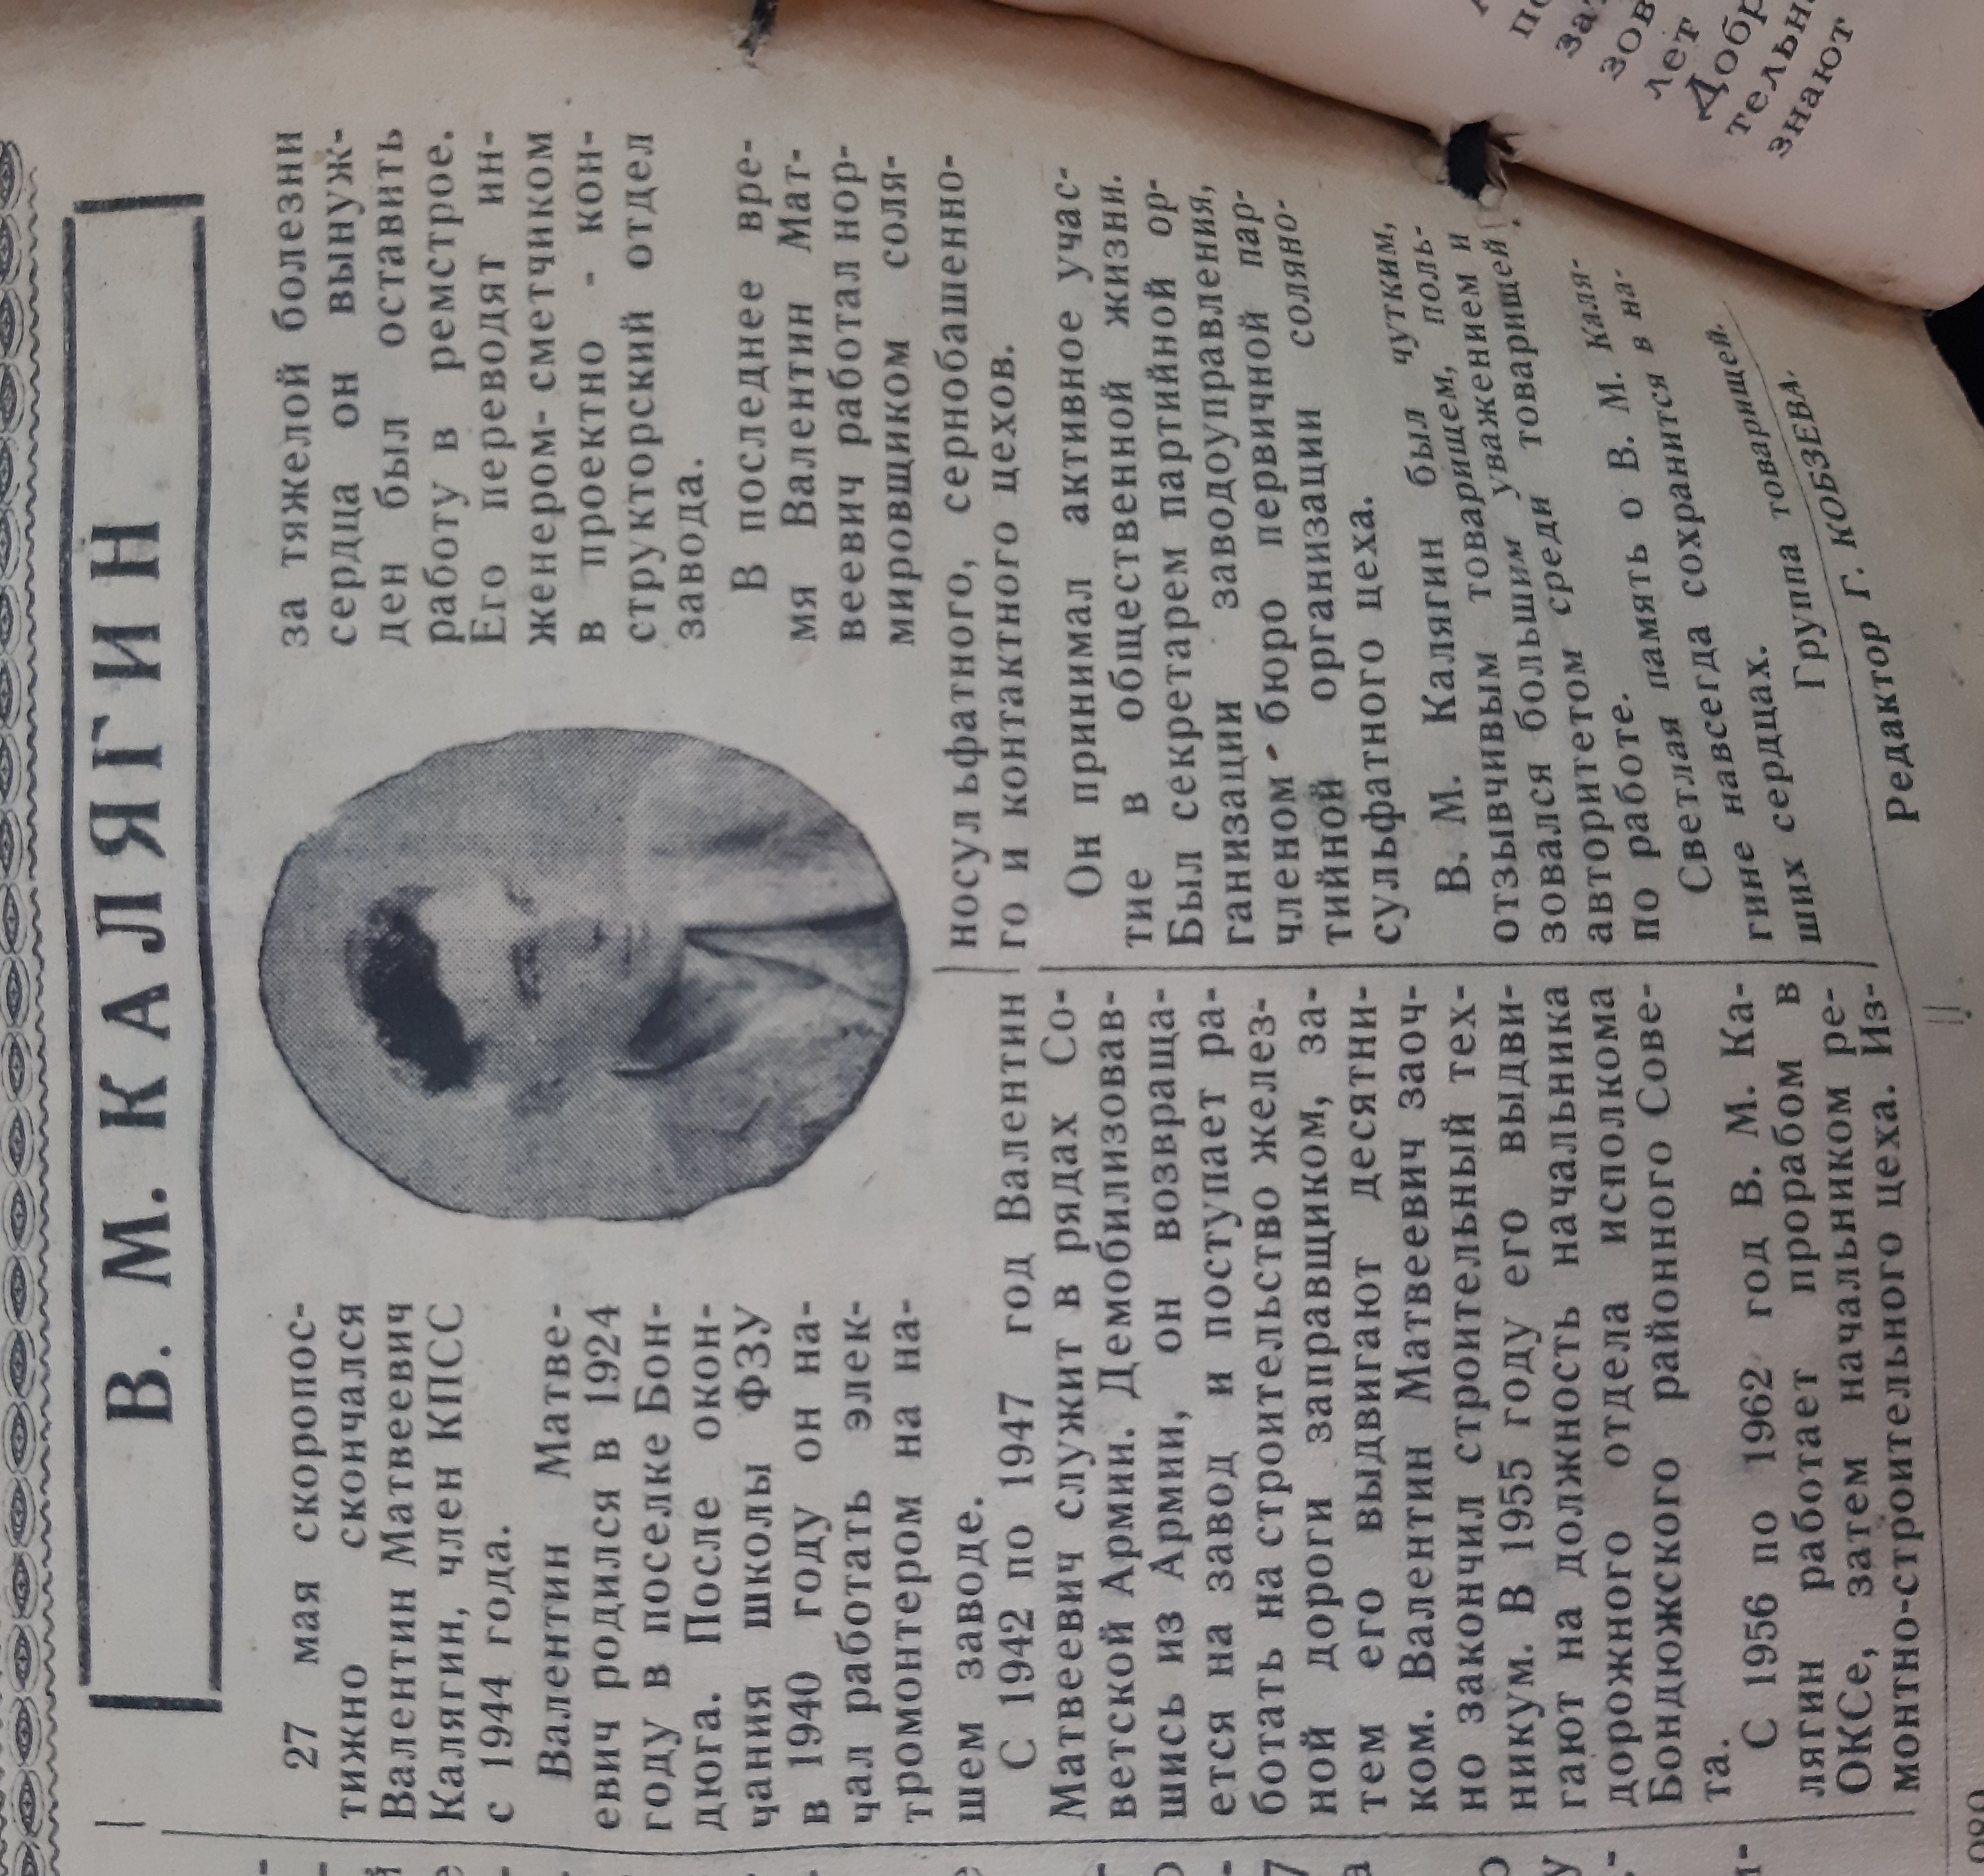 В. М. КАЛЯГИН
27 мая скоропос-
тижно скончался
Валентин Матвеевич
Калягин, член КПСС
с 1944 года.
Валентин Матве-
евич родился в 1924
году в поселке Бон-
дюга. После окон-
чания школы ФЗУ
в 1940 году он на-
чал работать элек-
тромонтером на на-
шем заводе.
С 1942 по 1947 год Валентин
Матвеевич служит в рядах Со-
ветской Армии. Демобилизовав-
шись из Армии, он возвраща-
ется на завод и поступает ра-
ботать на строительство желез-
ной дороги заправщиком, за-
тем его выдвигают десятни-
ком. Валентин Матвеевич заоч-
но закончил строительный тех-
никум. В 1955 году его выдви-
гают на должность начальника
дорожного отдела исполкома
Бондюжского районного Сове-
та.
С 1956 по 1962 год В. М. Ка-
лягин работает прорабом в
ОКСе, затем начальником ре-
монтно-строительного цеха. Из-
за тяжелой болезни
сердца он вынуж-
ден был оставить
работу в ремстрое.
Его переводят ин-
женером-сметчиком
в проектно - кон-
структорский отдел
завода.
В последнее вре-
мя Валентин Мат-
веевич работал нор-
мировщиком соля-
носульфатного, сернобашенно-
го и контактного цехов.
Он принимал активное учас-
тие в общественной жизни.
Был секретарем партийной ор-
ганизации заводоуправления,
членом бюро первичной пар-
тийной организации соляно-
сульфатного цеха.
В. М. Калягин был чутким,
отзывчивым товарищем, поль-
зовался большим уважением и
авторитетом среди товарищей
по работе.
Светлая память о В. М. Каля-
гине навсегда сохранится в на-
ших сердцах.
Группа товарищей.
Редактор Г. КОБЗЕВА.
зов
лет
Добр
тельн
знают